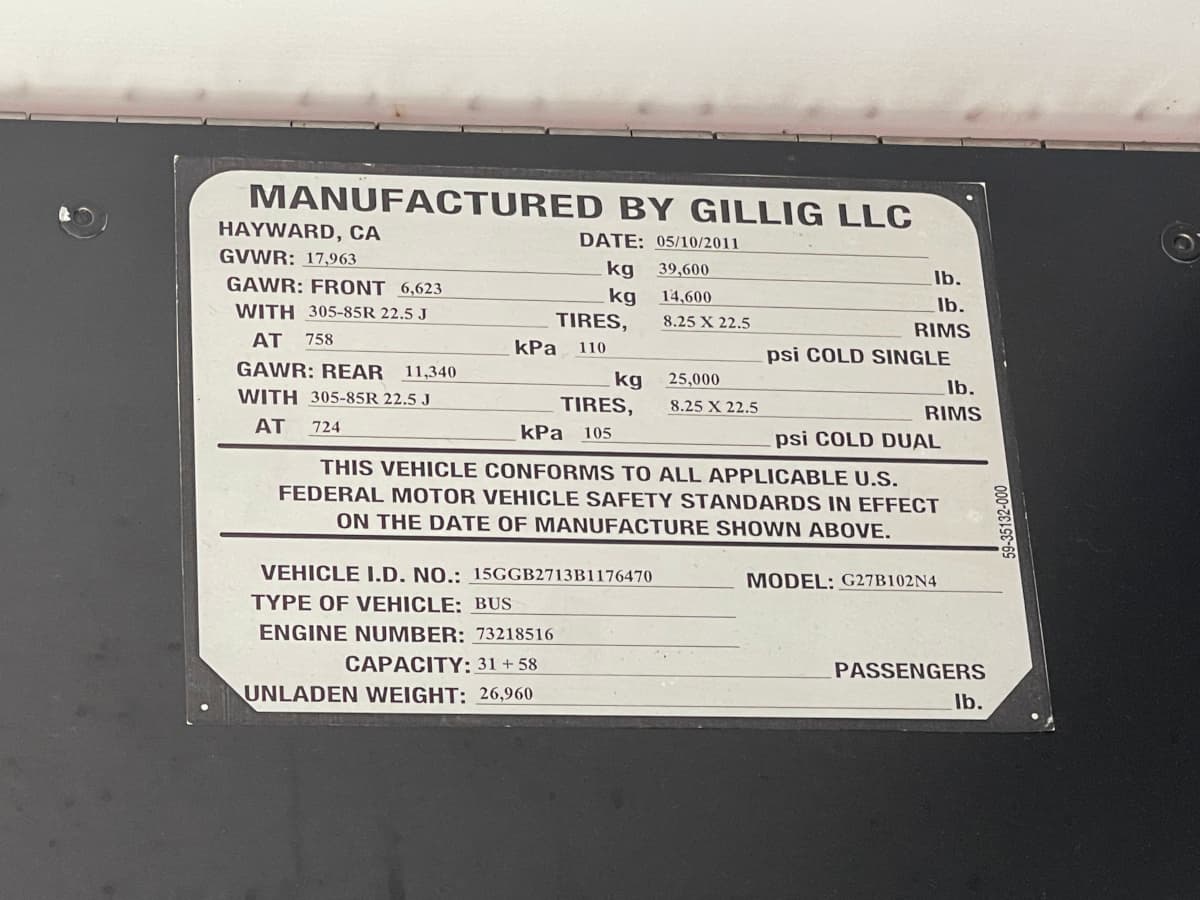 MANUFACTURED BY GILLIG LLC
HAYWARD, CA DATE: 05/10/2011
GVWR: 17,963 kg 39,600 lb.
GAWR: FRONT 6,623 kg 14,600 lb.
WITH 305-85R 22.5 J TIRES, 8.25 X 22.5 RIMS
AT 758 kPa 110 psi COLD SINGLE
GAWR: REAR 11,340 kg 25,000 lb.
WITH 305-85R 22.5 J TIRES, 8.25 X 22.5 RIMS
AT 724 kPa 105 psi COLD DUAL
THIS VEHICLE CONFORMS TO ALL APPLICABLE U.S.
FEDERAL MOTOR VEHICLE SAFETY STANDARDS IN EFFECT
ON THE DATE OF MANUFACTURE SHOWN ABOVE.
59-35132-000
VEHICLE I.D. NO.: 15GGB2713B1176470 MODEL: G27B102N4
TYPE OF VEHICLE: BUS
ENGINE NUMBER: 73218516
CAPACITY: 31 + 58 PASSENGERS
UNLADEN WEIGHT: 26,960 lb.